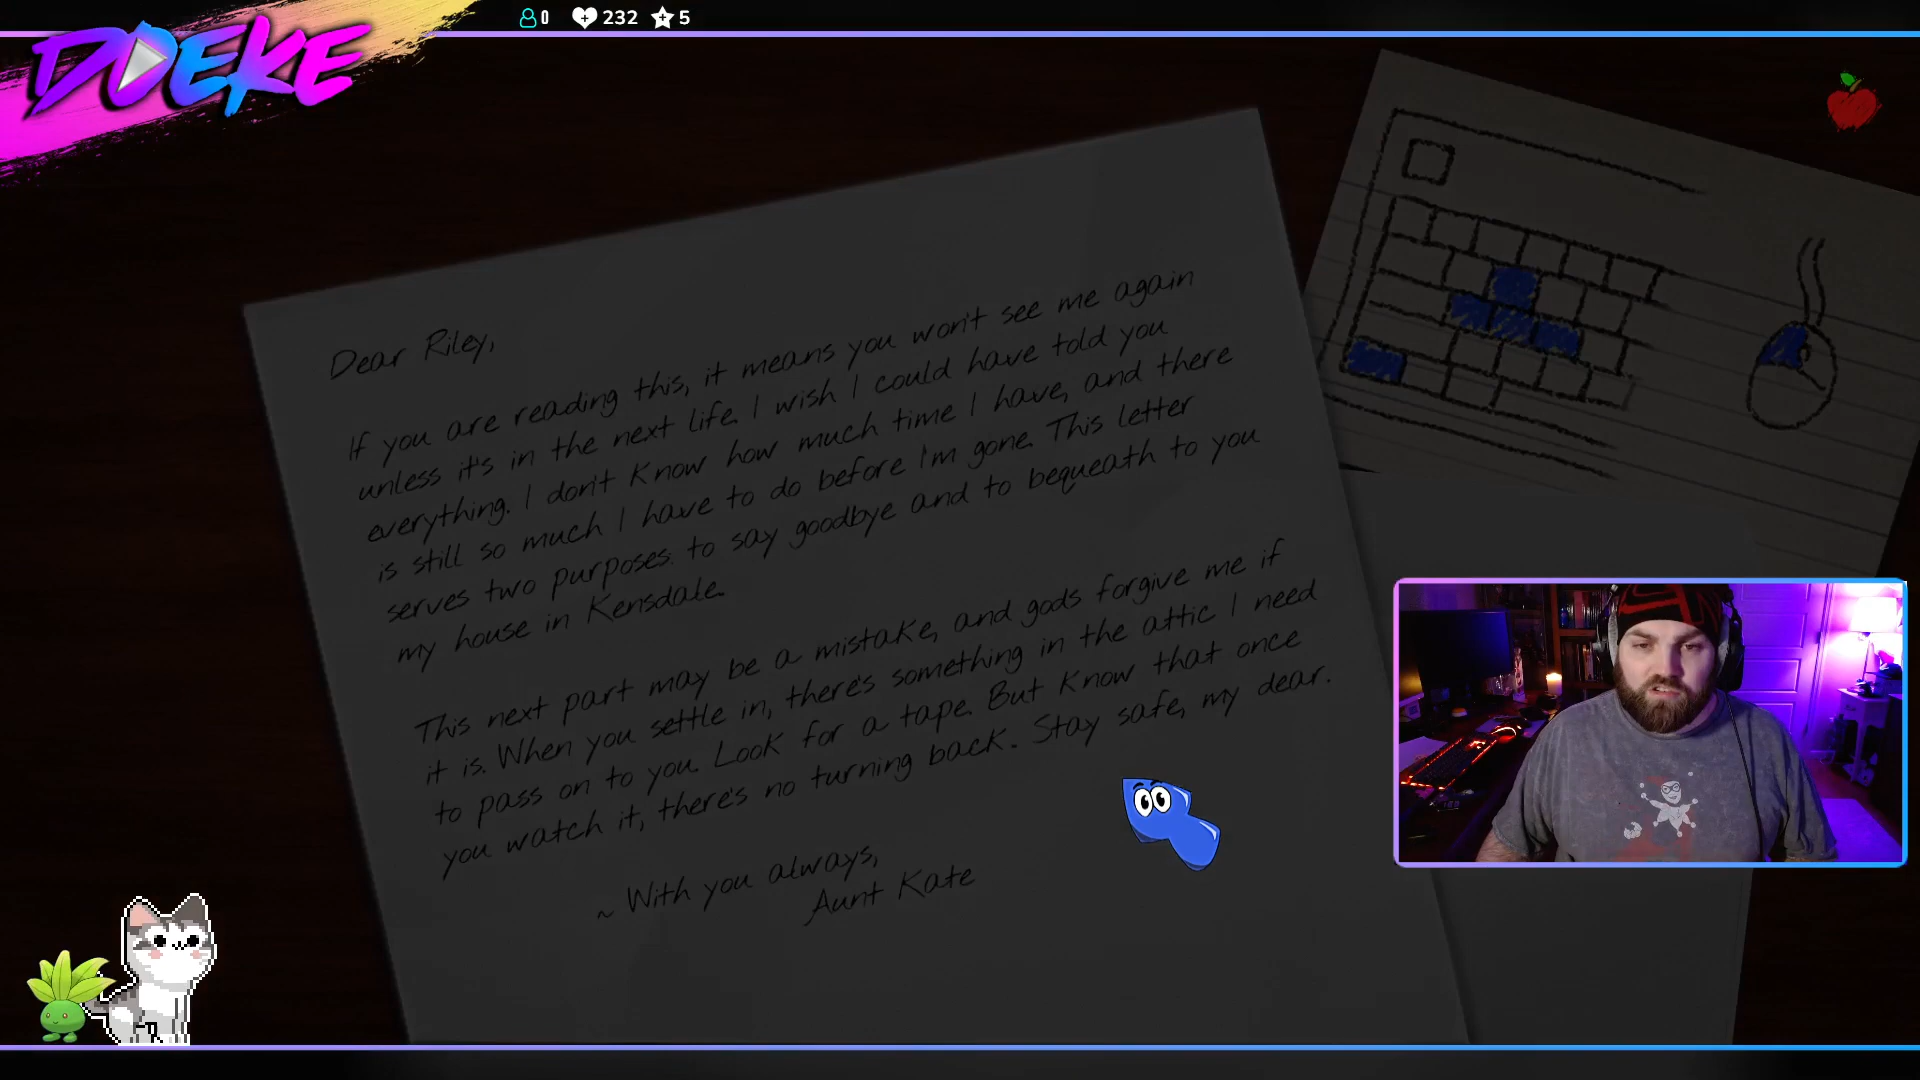 DOEKE
0 232 5
Dear Riley,
If you are reading this, it means you won't see me again
unless it's in the next life. I wish I could have told you
everything. I don't know how much time I have, and there
is still so much I have to do before I'm gone. This letter
serves two purposes: to say goodbye and to bequeath to you
my house in Kensdale.
This next part may be a mistake, and gods forgive me if
it is. When you settle in, there's something in the attic I need
to pass on to you. Look for a tape. But know that once
you watch it, there's no turning back. Stay safe, my dear.
~ With you always,
Aunt Kate